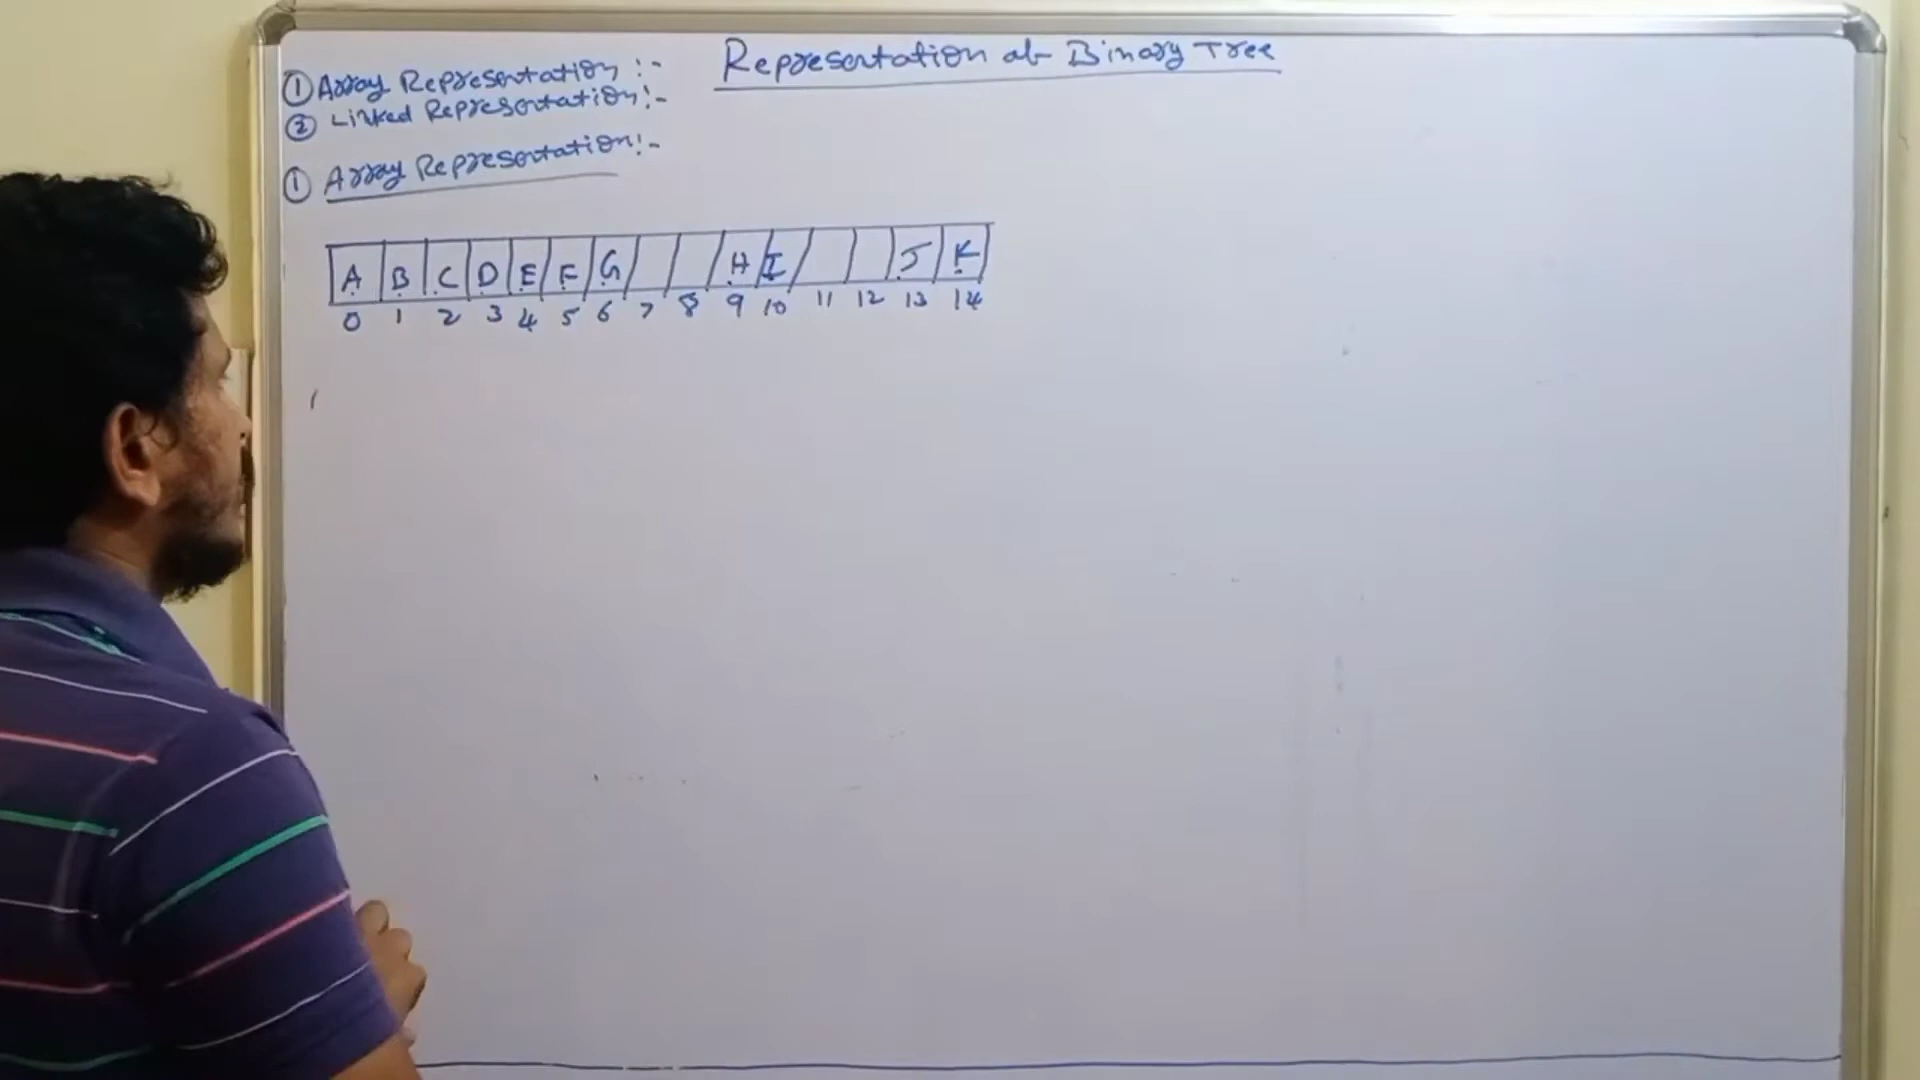 Representation of Binary Tree
① Array Representation :-
② Linked Representation :-
① Array Representation :-
A B C D E F G H I J K
0 1 2 3 4 5 6 7 8 9 10 11 12 13 14